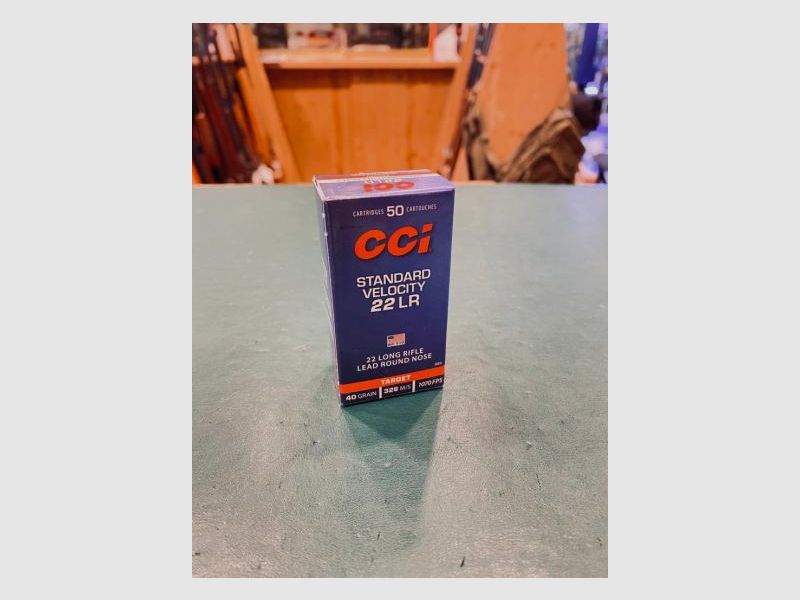 CCI
CARTRIDGES 50 CARTOUCHES
CCI
STANDARD
VELOCITY
22 LR
22 LONG RIFLE
LEAD ROUND NOSE
TARGET
40 GRAIN 326 M/S 1070 FPS